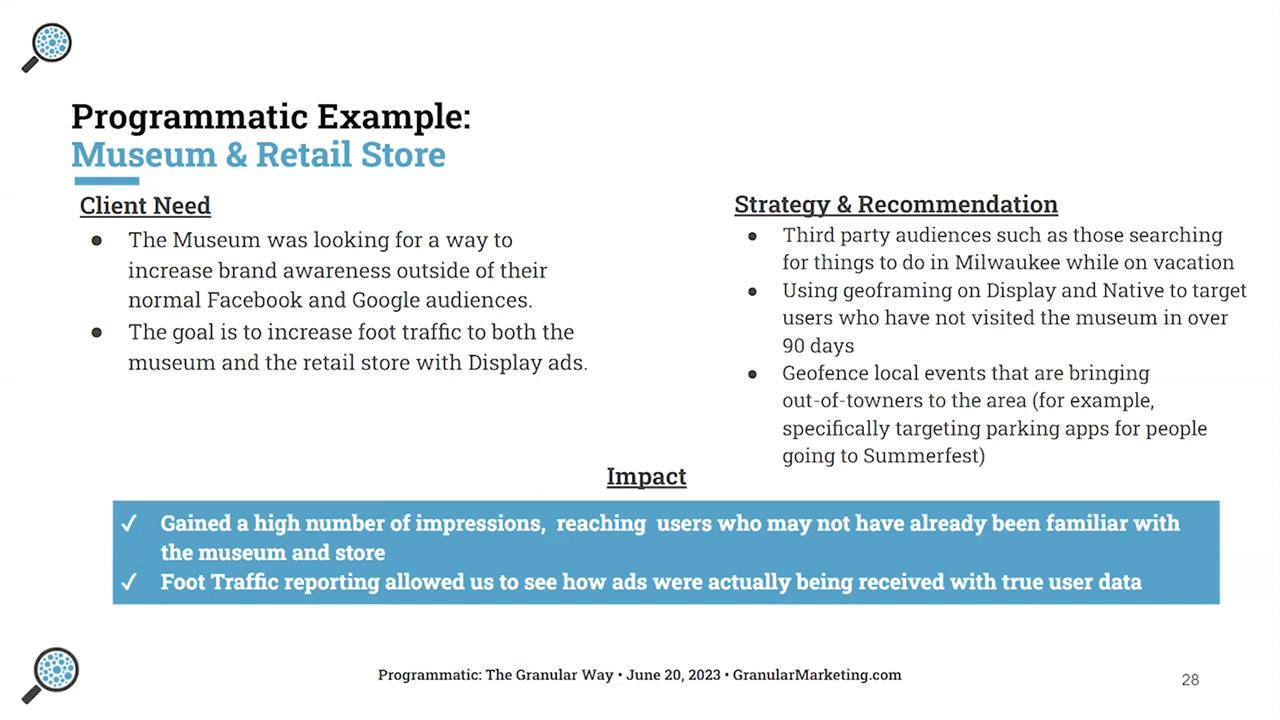 Programmatic Example:
Museum & Retail Store
Client Need
● The Museum was looking for a way to
increase brand awareness outside of their
normal Facebook and Google audiences.
● The goal is to increase foot traffic to both the
museum and the retail store with Display ads.
Strategy & Recommendation
● Third party audiences such as those searching
for things to do in Milwaukee while on vacation
● Using geoframing on Display and Native to target
users who have not visited the museum in over
90 days
● Geofence local events that are bringing
out-of-towners to the area (for example,
specifically targeting parking apps for people
going to Summerfest)
Impact
✓ Gained a high number of impressions, reaching users who may not have already been familiar with
the museum and store
✓ Foot Traffic reporting allowed us to see how ads were actually being received with true user data
Programmatic: The Granular Way • June 20, 2023 • GranularMarketing.com
28